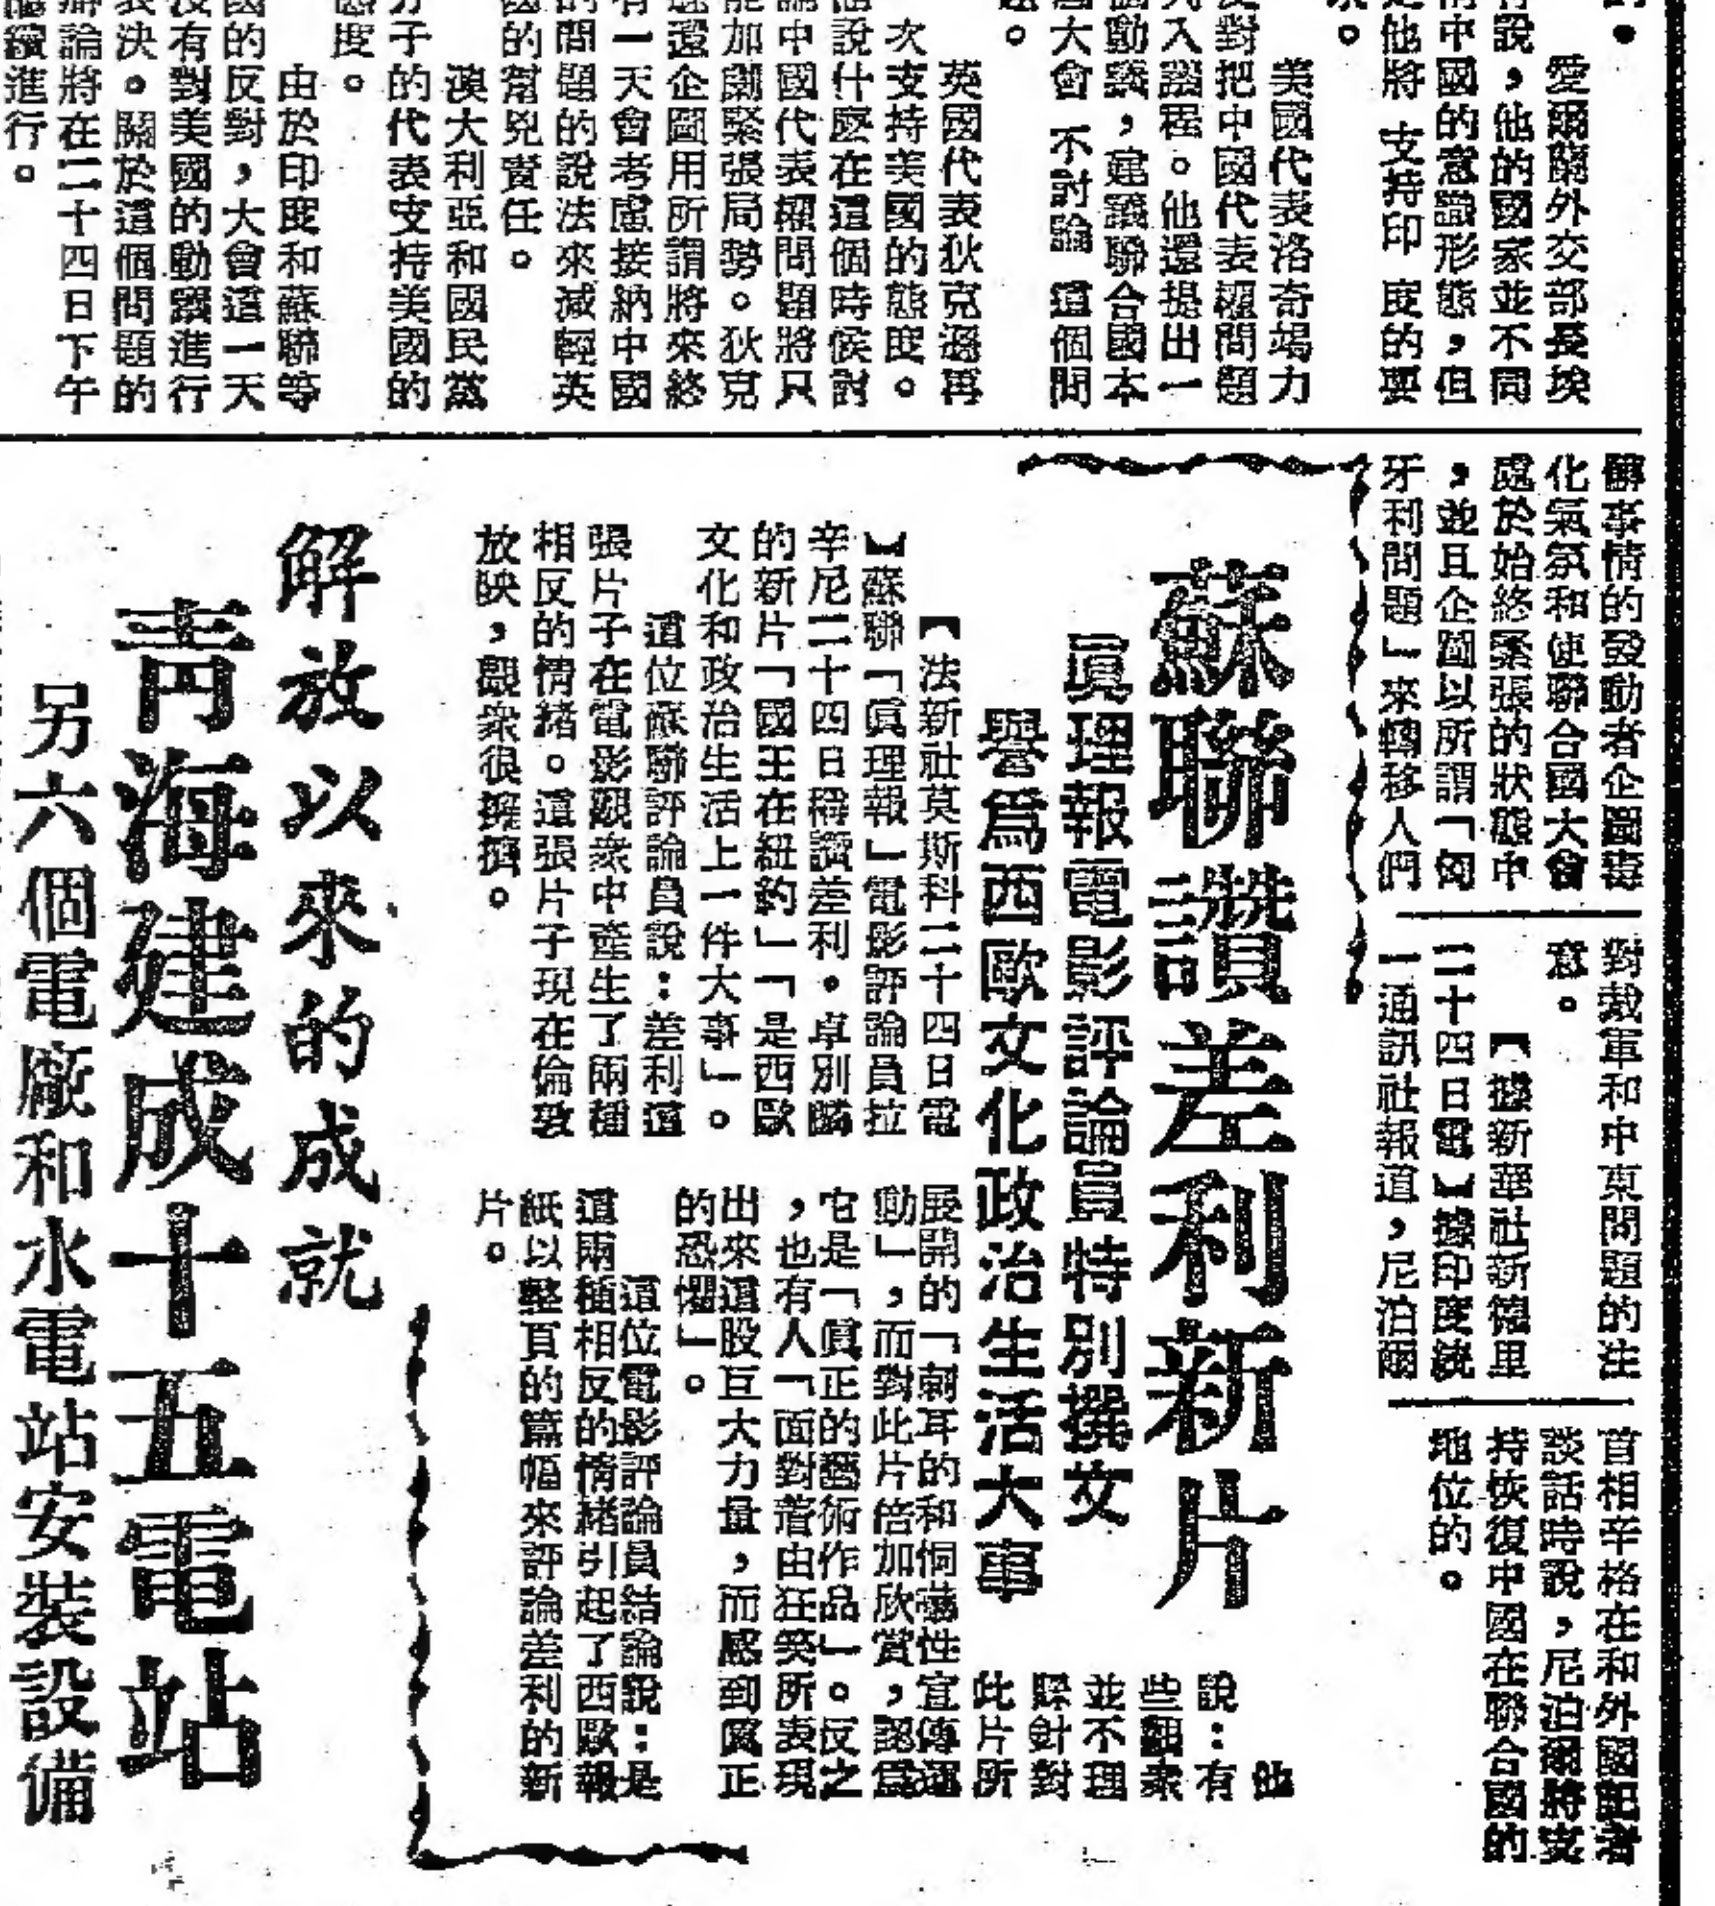 的。
愛爾蘭外交部長埃
肯說，他的國家並不同
情中國的意識形態，但
是他將支持印度的要
求。
美國代表洛奇竭力
反對把中國代表權問題
列入議程。他還提出一
個動議，建議聯合國本
屆大會不討論這個問
題。
英國代表狄克遜再
次支持美國的態度。
他說什麽在這個時候討
論中國代表權問題將只
能加劇緊張局勢。狄克
遜還企圖用所謂將來終
有一天會考慮接納中國
的問題的說法來減輕英
國的幫兇責任。
澳大利亞和國民黨
分子的代表支持美國的
態度。
由於印度和蘇聯等
國的反對，大會這一天
沒有對美國的動議進行
表決。關於這個問題的
辯論將在二十四日下午
繼續進行。
事情的發動者企圖毒
化氣氛和使聯合國大會
處於始終緊張的狀態中
，並且企圖以所謂「匈
牙利問題」來轉移人們
對裁軍和中東問題的注
意。
【據新華社新德里
二十四日電】據印度統
一通訊社報道，尼泊爾
首相辛格在和外國記者
談話時說，尼泊爾將支
持恢復中國在聯合國的
地位的。
蘇聯讚差利新片
眞理報電影評論員特別撰文
譽爲西歐文化政治生活大事
【法新社莫斯科二十四日電
】蘇聯「眞理報」電影評論員拉
辛尼二十四日稱讚差利・卓別麟
的新片「國王在紐約」「是西歐
文化和政治生活上一件大事」。
這位蘇聯評論員說：差利這
張片子在電影觀衆中產生了兩種
相反的情緒。這張片子現在倫敦
放映，觀衆很擁擠。
他
說：有
些觀衆
並不理
睬針對
此片所
展開的「刺耳的和恫嚇性宣傳運
動」，而對此片倍加欣賞，認爲
它是「眞正的藝術作品」。反之
，也有人「面對着由狂笑所表現
出來這股巨大力量，而感到眞正
的恐懼」。
這位電影評論員結論說：是
這兩種相反的情緒引起了西歐報
紙以整頁的篇幅來評論差利的新
片。
解放以來的成就
靑海建成十五電站
另六個電廠和水電站安裝設備